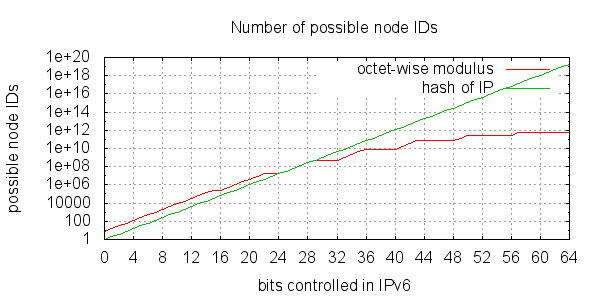 Number of possible node IDs
possible node IDs
1e+20
1e+18
1e+16
1e+14
1e+12
1e+10
1e+08
1e+06
10000
100
1
octet-wise modulus
hash of IP
0 4 8 12 16 20 24 28 32 36 40 44 48 52 56 60 64
bits controlled in IPv6